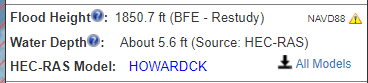 Flood Height?: 1850.7 ft (BFE - Restudy) NAVD88
Water Depth?: About 5.6 ft (Source: HEC-RAS)
HEC-RAS Model: HOWARDCK All Models